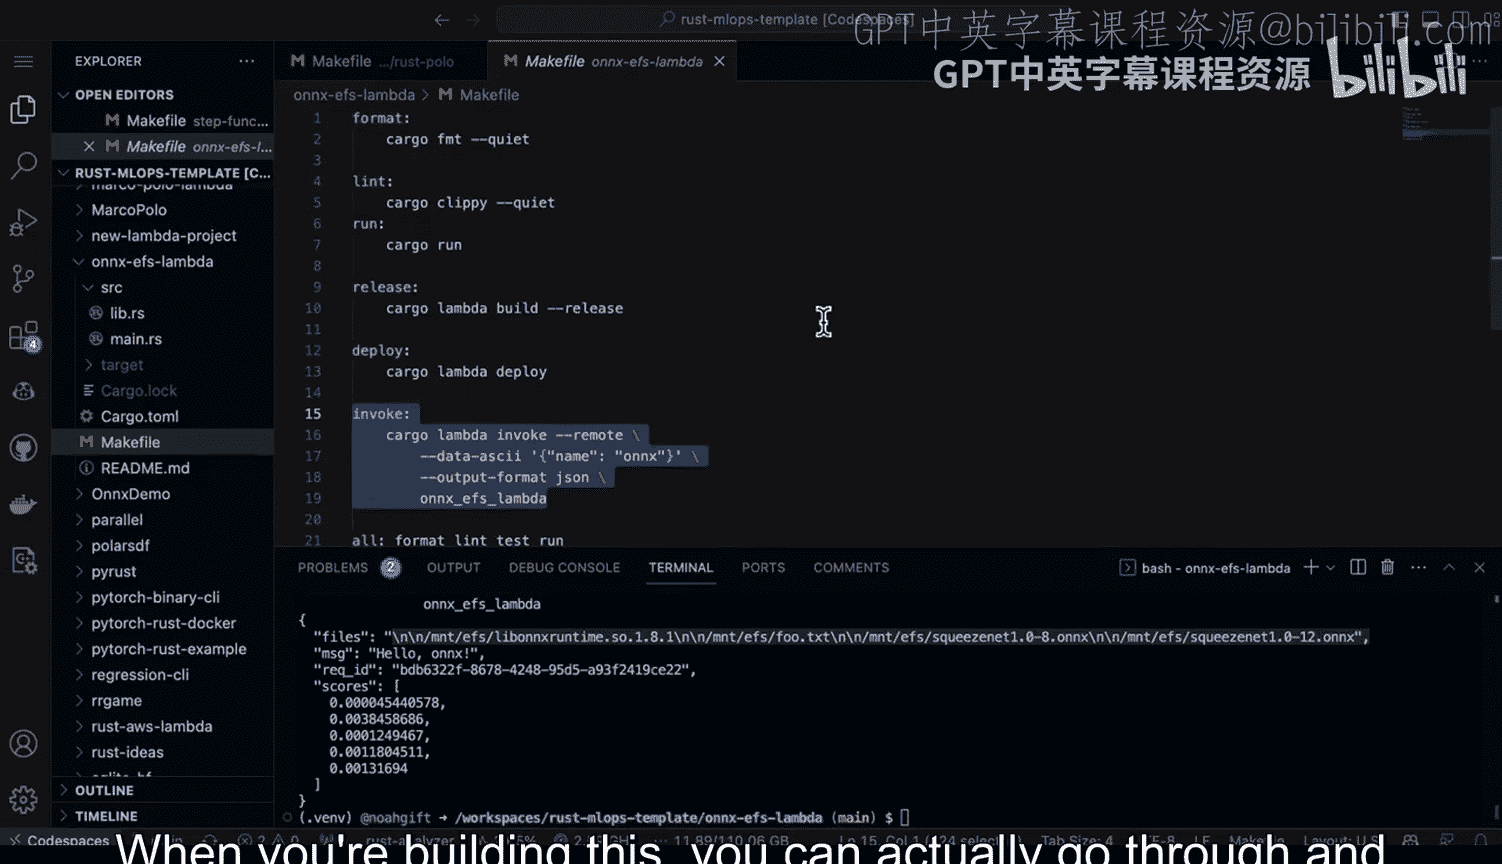 rust-mlops-template [Codespaces]
GPT中英字幕课程资源@bilibili.com
GPT中英字幕课程资源 bilibili
EXPLORER
OPEN EDITORS
Makefile step-func...
Makefile onnx-efs-l...
RUST-MLOPS-TEMPLATE [C...
marco-polo-lambda
MarcoPolo
new-lambda-project
onnx-efs-lambda
src
lib.rs
main.rs
target
Cargo.lock
Cargo.toml
Makefile
README.md
OnnxDemo
parallel
polarsdf
pyrust
pytorch-binary-cli
pytorch-rust-docker
pytorch-rust-example
regression-cli
rrgame
rust-aws-lambda
rust-ideas
OUTLINE
TIMELINE
4
Makefile .../rust-polo
Makefile onnx-efs-lambda
onnx-efs-lambda > Makefile
1 format:
2 cargo fmt --quiet
3
4 lint:
5 cargo clippy --quiet
6 run:
7 cargo run
8
9 release:
10 cargo lambda build --release
11
12 deploy:
13 cargo lambda deploy
14
15 invoke:
16 cargo lambda invoke --remote \
17 --data-ascii '{"name": "onnx"}' \
18 --output-format json \
19 onnx_efs_lambda
20
21 all: format lint test run
PROBLEMS 2 OUTPUT DEBUG CONSOLE TERMINAL PORTS COMMENTS
bash - onnx-efs-lambda
onnx_efs_lambda
{
"files": "\n\n/mnt/efs/libonnxruntime.so.1.8.1\n\n/mnt/efs/foo.txt\n\n/mnt/efs/squeezenet1.0-8.onnx\n\n/mnt/efs/squeezenet1.0-12.onnx",
"msg": "Hello, onnx!",
"req_id": "bdb6322f-8678-4248-95d5-a93f2419ce22",
"scores": [
0.000045440578,
0.0038458686,
0.0001249467,
0.0011804511,
0.00131694
]
}
(.venv) @noahgift → /workspaces/rust-mlops-template/onnx-efs-lambda (main) $
Codespaces
When you're building this, you can actually go through and